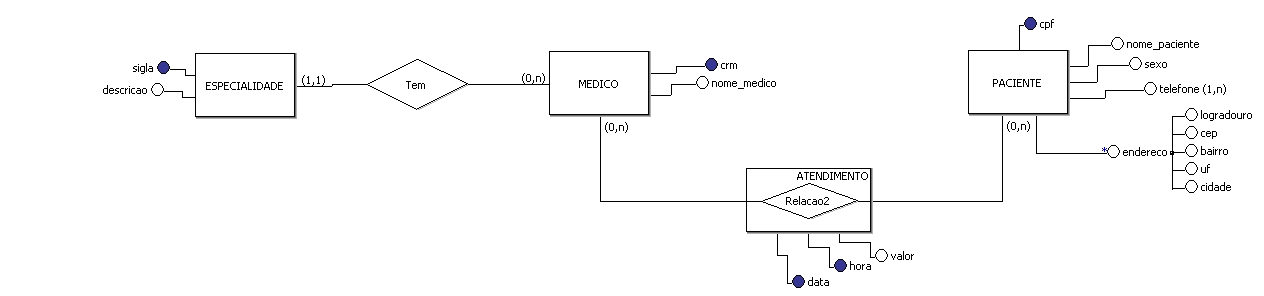 cpf
nome_paciente
sexo
telefone (1,n)
PACIENTE
(0,n)
* endereco
logradouro
cep
bairro
uf
cidade
sigla
descricao
ESPECIALIDADE
(1,1)
Tem
(0,n)
MEDICO
crm
nome_medico
(0,n)
ATENDIMENTO
Relacao2
valor
hora
data